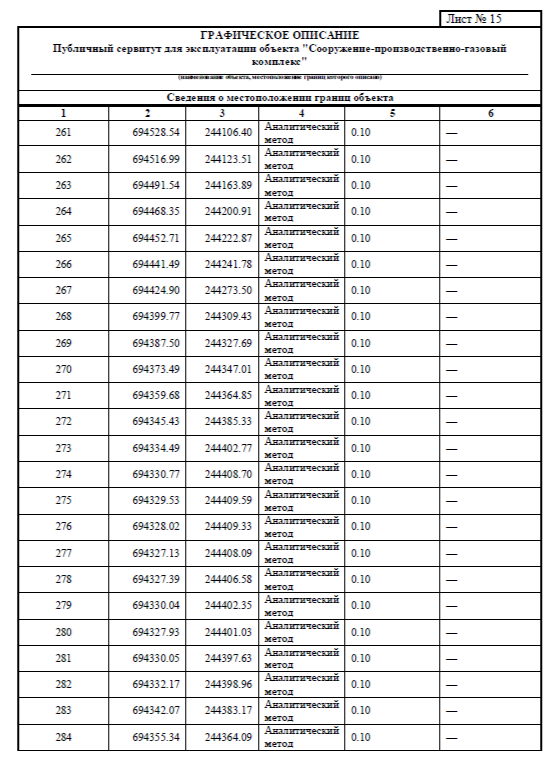 Лист № 15
ГРАФИЧЕСКОЕ ОПИСАНИЕ
Публичный сервитут для эксплуатации объекта "Сооружение-производственно-газовый
комплекс"
(наименование объекта, местоположение границ которого описано)
Сведения о местоположении границ объекта
1 2 3 4 5 6
261 694528.54 244106.40 Аналитический метод 0.10 —
262 694516.99 244123.51 Аналитический метод 0.10 —
263 694491.54 244163.89 Аналитический метод 0.10 —
264 694468.35 244200.91 Аналитический метод 0.10 —
265 694452.71 244222.87 Аналитический метод 0.10 —
266 694441.49 244241.78 Аналитический метод 0.10 —
267 694424.90 244273.50 Аналитический метод 0.10 —
268 694399.77 244309.43 Аналитический метод 0.10 —
269 694387.50 244327.69 Аналитический метод 0.10 —
270 694373.49 244347.01 Аналитический метод 0.10 —
271 694359.68 244364.85 Аналитический метод 0.10 —
272 694345.43 244385.33 Аналитический метод 0.10 —
273 694334.49 244402.77 Аналитический метод 0.10 —
274 694330.77 244408.70 Аналитический метод 0.10 —
275 694329.53 244409.59 Аналитический метод 0.10 —
276 694328.02 244409.33 Аналитический метод 0.10 —
277 694327.13 244408.09 Аналитический метод 0.10 —
278 694327.39 244406.58 Аналитический метод 0.10 —
279 694330.04 244402.35 Аналитический метод 0.10 —
280 694327.93 244401.03 Аналитический метод 0.10 —
281 694330.05 244397.63 Аналитический метод 0.10 —
282 694332.17 244398.96 Аналитический метод 0.10 —
283 694342.07 244383.17 Аналитический метод 0.10 —
284 694355.34 244364.09 Аналитический метод 0.10 —